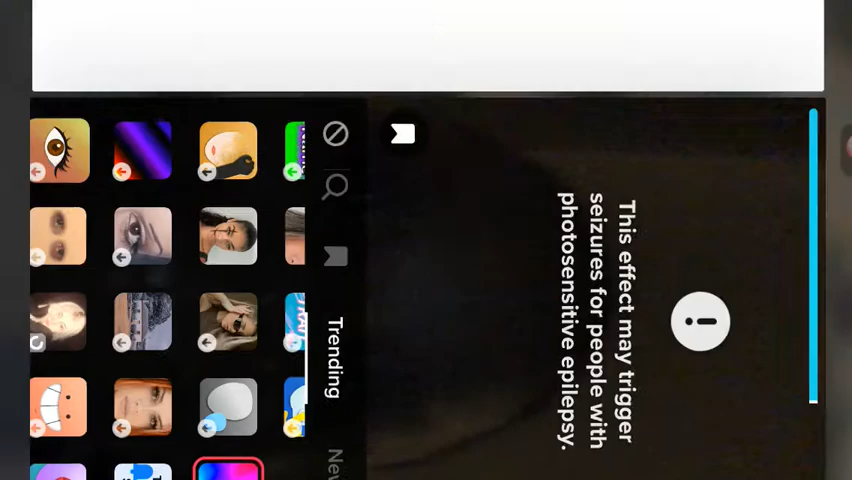 This effect may trigger
seizures for people with
photosensitive epilepsy.
Trending